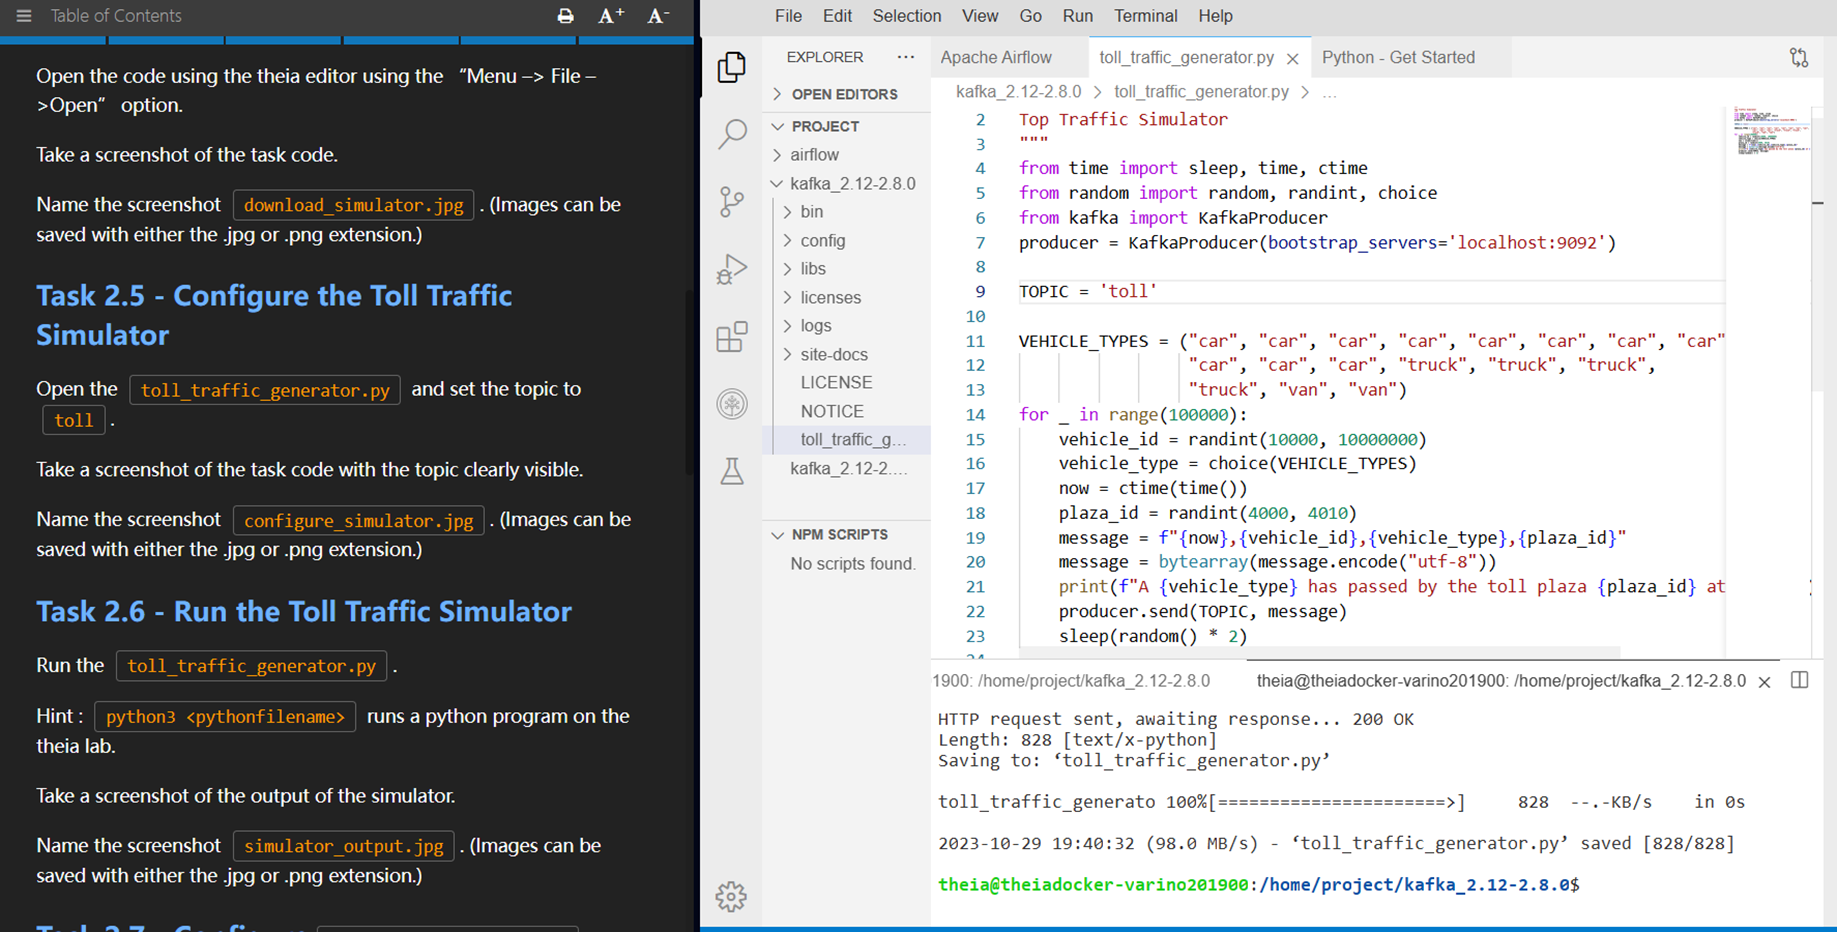 Table of Contents
A+ A-
Open the code using the theia editor using the “Menu –> File –
>Open” option.
Take a screenshot of the task code.
Name the screenshot download_simulator.jpg . (Images can be
saved with either the .jpg or .png extension.)
Task 2.5 - Configure the Toll Traffic
Simulator
Open the toll_traffic_generator.py and set the topic to
toll .
Take a screenshot of the task code with the topic clearly visible.
Name the screenshot configure_simulator.jpg . (Images can be
saved with either the .jpg or .png extension.)
Task 2.6 - Run the Toll Traffic Simulator
Run the toll_traffic_generator.py .
Hint : python3 <pythonfilename> runs a python program on the
theia lab.
Take a screenshot of the output of the simulator.
Name the screenshot simulator_output.jpg . (Images can be
saved with either the .jpg or .png extension.)
File Edit Selection View Go Run Terminal Help
EXPLORER ...
OPEN EDITORS
PROJECT
airflow
kafka_2.12-2.8.0
bin
config
libs
licenses
logs
site-docs
LICENSE
NOTICE
toll_traffic_g...
kafka_2.12-2....
NPM SCRIPTS
No scripts found.
Apache Airflow toll_traffic_generator.py Python - Get Started
kafka_2.12-2.8.0 > toll_traffic_generator.py > ...
2 Top Traffic Simulator
3 """
4 from time import sleep, time, ctime
5 from random import random, randint, choice
6 from kafka import KafkaProducer
7 producer = KafkaProducer(bootstrap_servers='localhost:9092')
8
9 TOPIC = 'toll'
10
11 VEHICLE_TYPES = ("car", "car", "car", "car", "car", "car", "car", "car"
12 "car", "car", "car", "truck", "truck", "truck",
13 "truck", "van", "van")
14 for _ in range(100000):
15 vehicle_id = randint(10000, 10000000)
16 vehicle_type = choice(VEHICLE_TYPES)
17 now = ctime(time())
18 plaza_id = randint(4000, 4010)
19 message = f"{now},{vehicle_id},{vehicle_type},{plaza_id}"
20 message = bytearray(message.encode("utf-8"))
21 print(f"A {vehicle_type} has passed by the toll plaza {plaza_id} at
22 producer.send(TOPIC, message)
23 sleep(random() * 2)
1900: /home/project/kafka_2.12-2.8.0 theia@theiadocker-varino201900: /home/project/kafka_2.12-2.8.0
HTTP request sent, awaiting response... 200 OK
Length: 828 [text/x-python]
Saving to: ‘toll_traffic_generator.py’
toll_traffic_generato 100%[======================>] 828 --.-KB/s in 0s
2023-10-29 19:40:32 (98.0 MB/s) - ‘toll_traffic_generator.py’ saved [828/828]
theia@theiadocker-varino201900:/home/project/kafka_2.12-2.8.0$